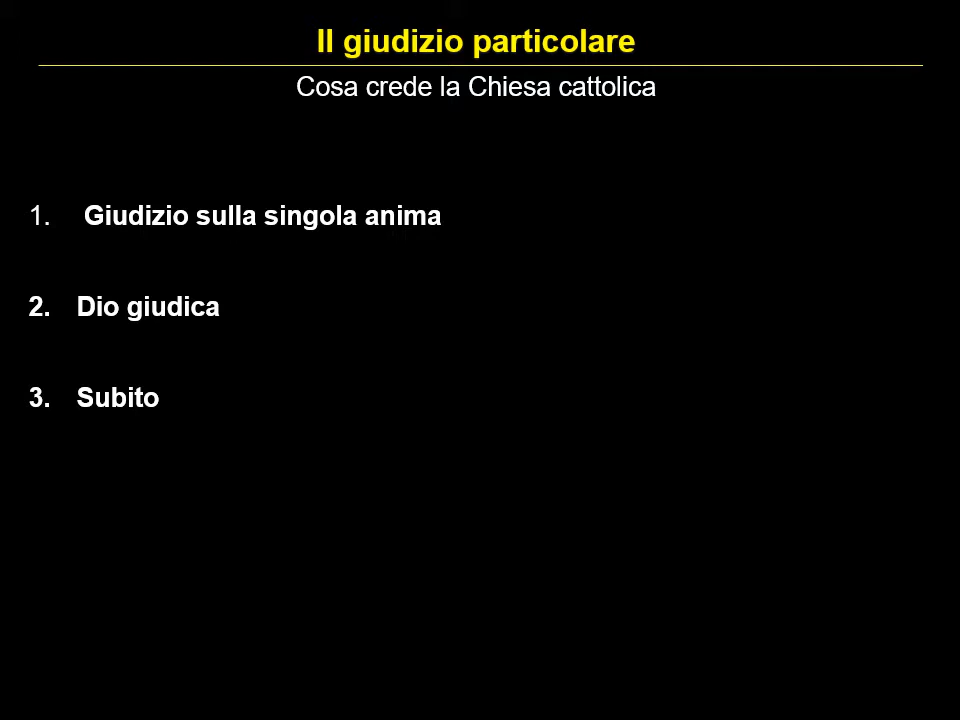 Il giudizio particolare
Cosa crede la Chiesa cattolica
1. Giudizio sulla singola anima
2. Dio giudica
3. Subito